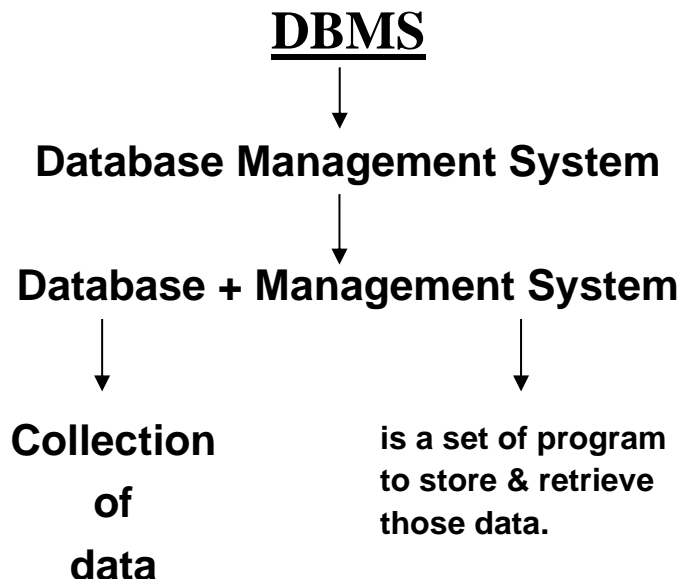 DBMS
Database Management System
Database + Management System
Collection
of
data
is a set of program
to store & retrieve
those data.